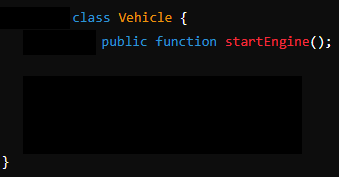 class Vehicle {
public function startEngine();
}